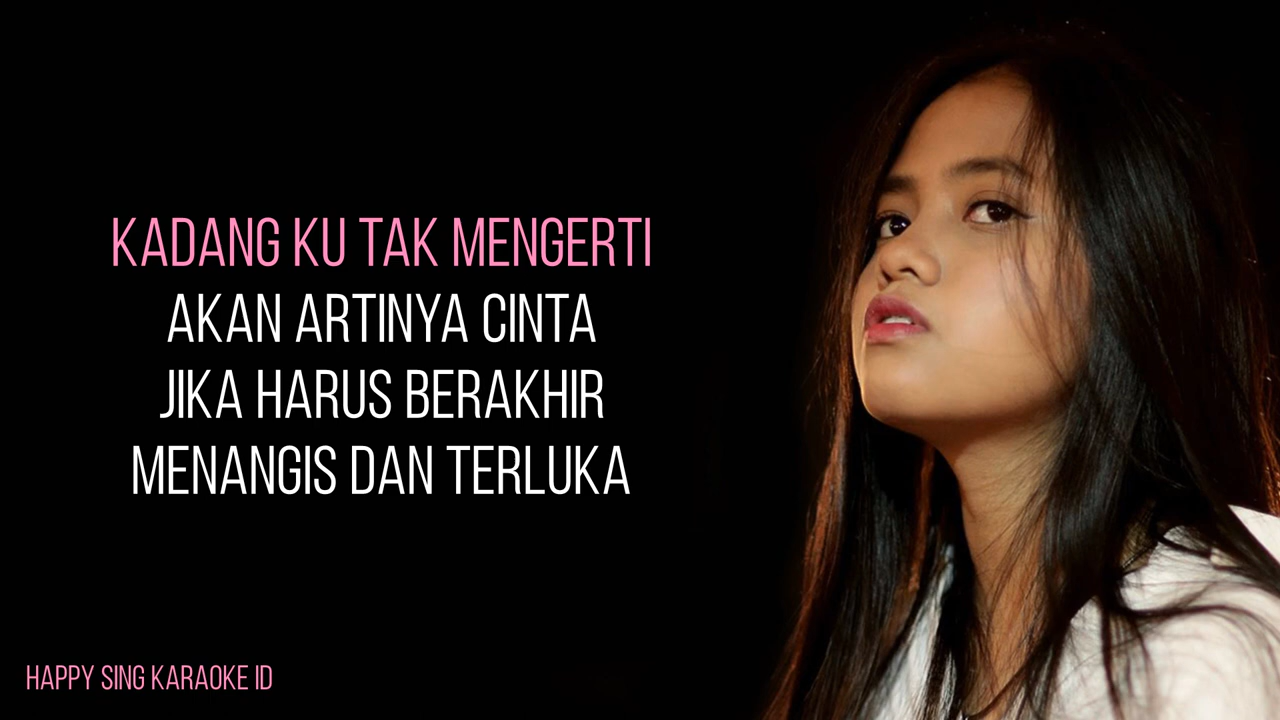 KADANG KU TAK MENGERTI
AKAN ARTINYA CINTA
JIKA HARUS BERAKHIR
MENANGIS DAN TERLUKA
HAPPY SING KARAOKE ID